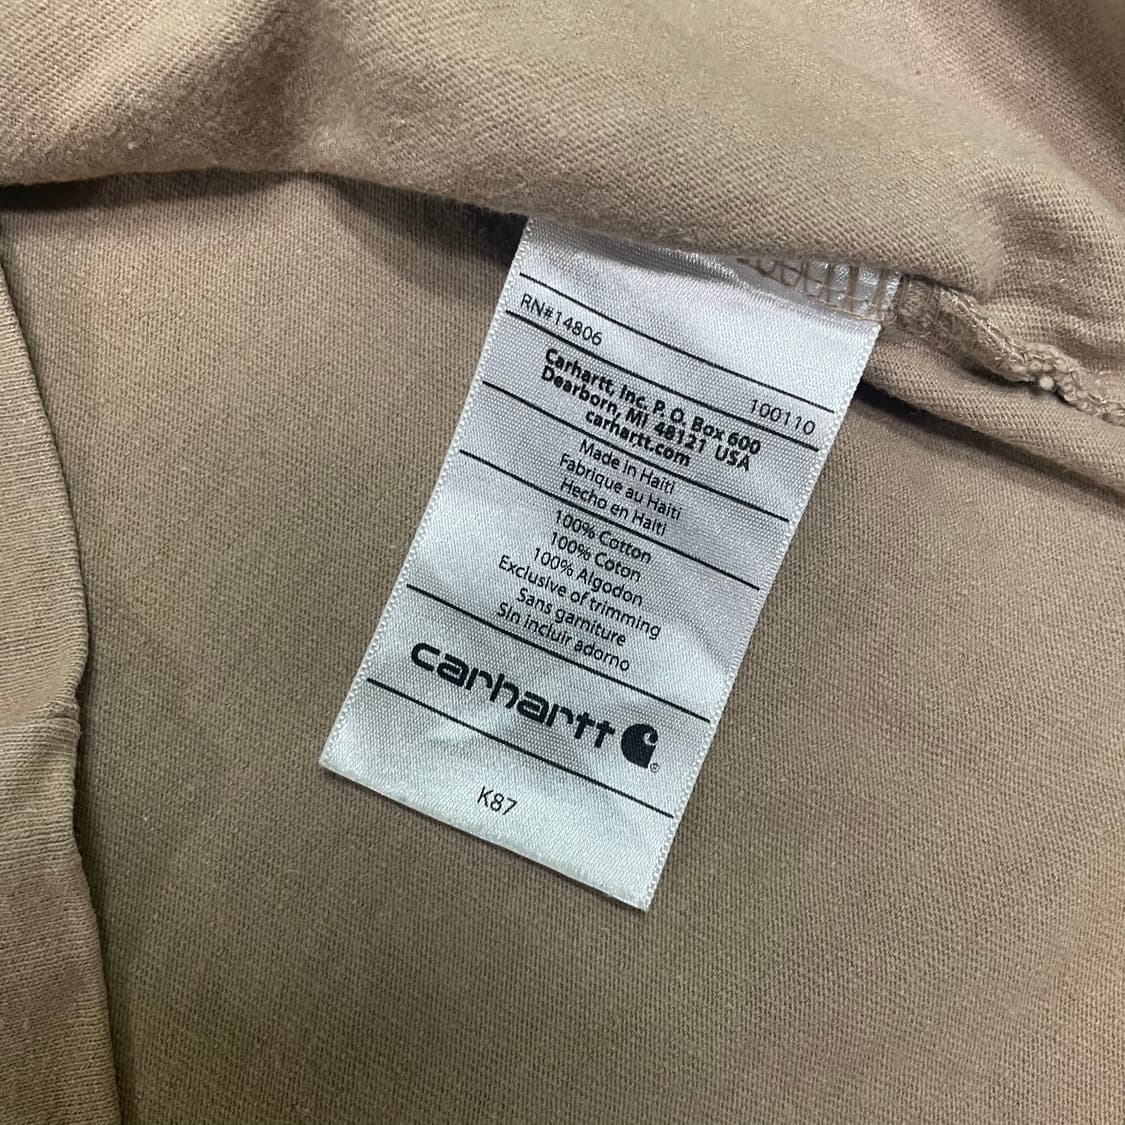 RN#14806 100110
Carhartt, Inc. P. O. Box 600
Dearborn, MI 48121 USA
carhartt.com
Made in Haiti
Fabrique au Haiti
Hecho en Haiti
100% Cotton
100% Coton
100% Algodon
Exclusive of trimming
Sans garniture
Sin incluir adorno
carhartt ®
K87